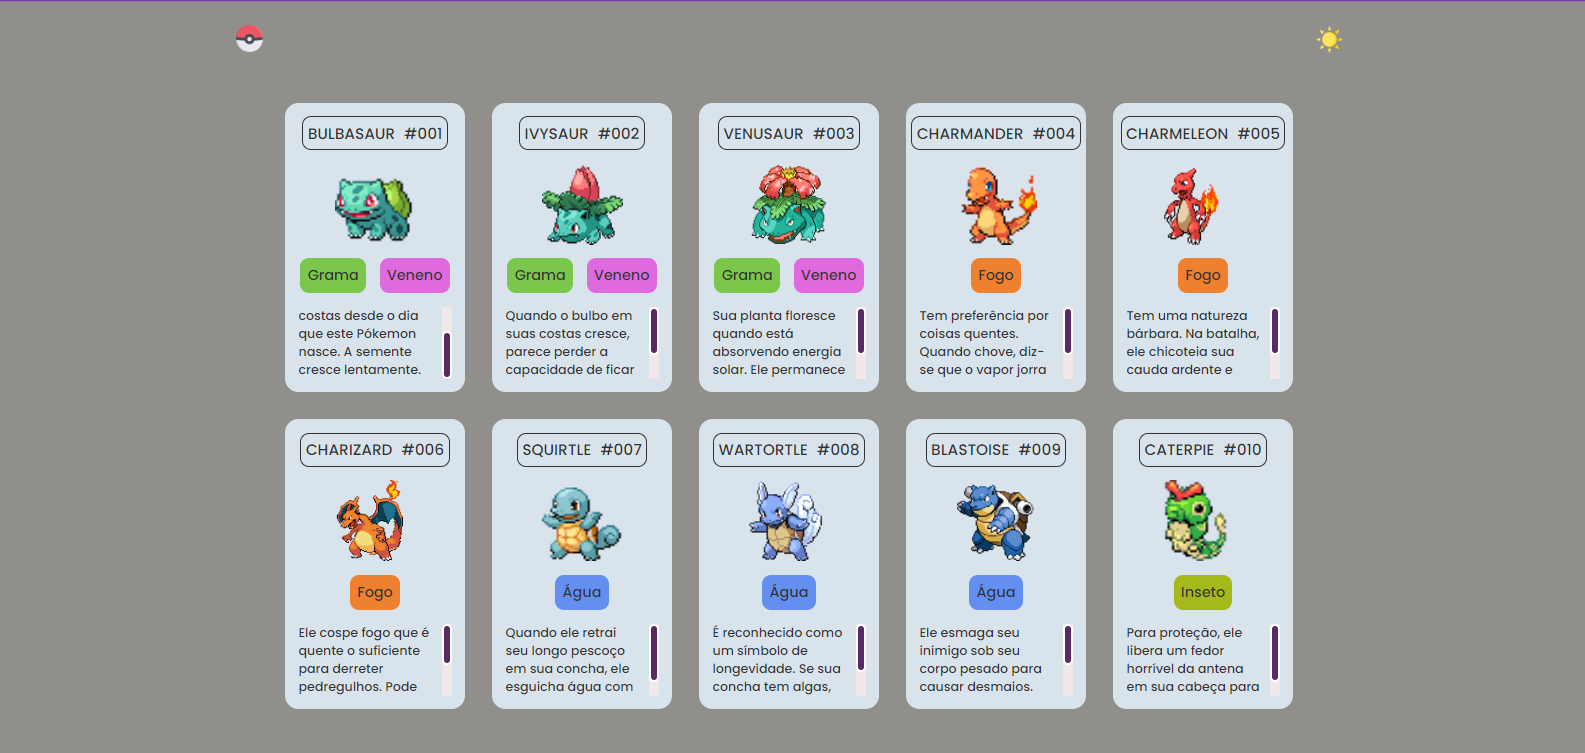 BULBASAUR #001
Grama Veneno
costas desde o dia
que este Pókemon
nasce. A semente
cresce lentamente.
IVYSAUR #002
Grama Veneno
Quando o bulbo em
suas costas cresce,
parece perder a
capacidade de ficar
VENUSAUR #003
Grama Veneno
Sua planta floresce
quando está
absorvendo energia
solar. Ele permanece
CHARMANDER #004
Fogo
Tem preferência por
coisas quentes.
Quando chove, diz-
se que o vapor jorra
CHARMELEON #005
Fogo
Tem uma natureza
bárbara. Na batalha,
ele chicoteia sua
cauda ardente e
CHARIZARD #006
Fogo
Ele cospe fogo que é
quente o suficiente
para derreter
pedregulhos. Pode
SQUIRTLE #007
Água
Quando ele retrai
seu longo pescoço
em sua concha, ele
esguicha água com
WARTORTLE #008
Água
É reconhecido como
um símbolo de
longevidade. Se sua
concha tem algas,
BLASTOISE #009
Água
Ele esmaga seu
inimigo sob seu
corpo pesado para
causar desmaios.
CATERPIE #010
Inseto
Para proteção, ele
libera um fedor
horrível da antena
em sua cabeça para